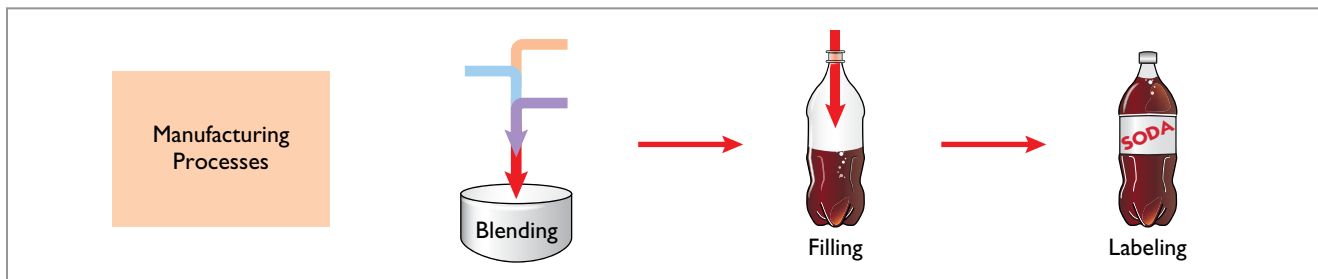 Manufacturing
Processes
Blending
Filling
SODA
Labeling